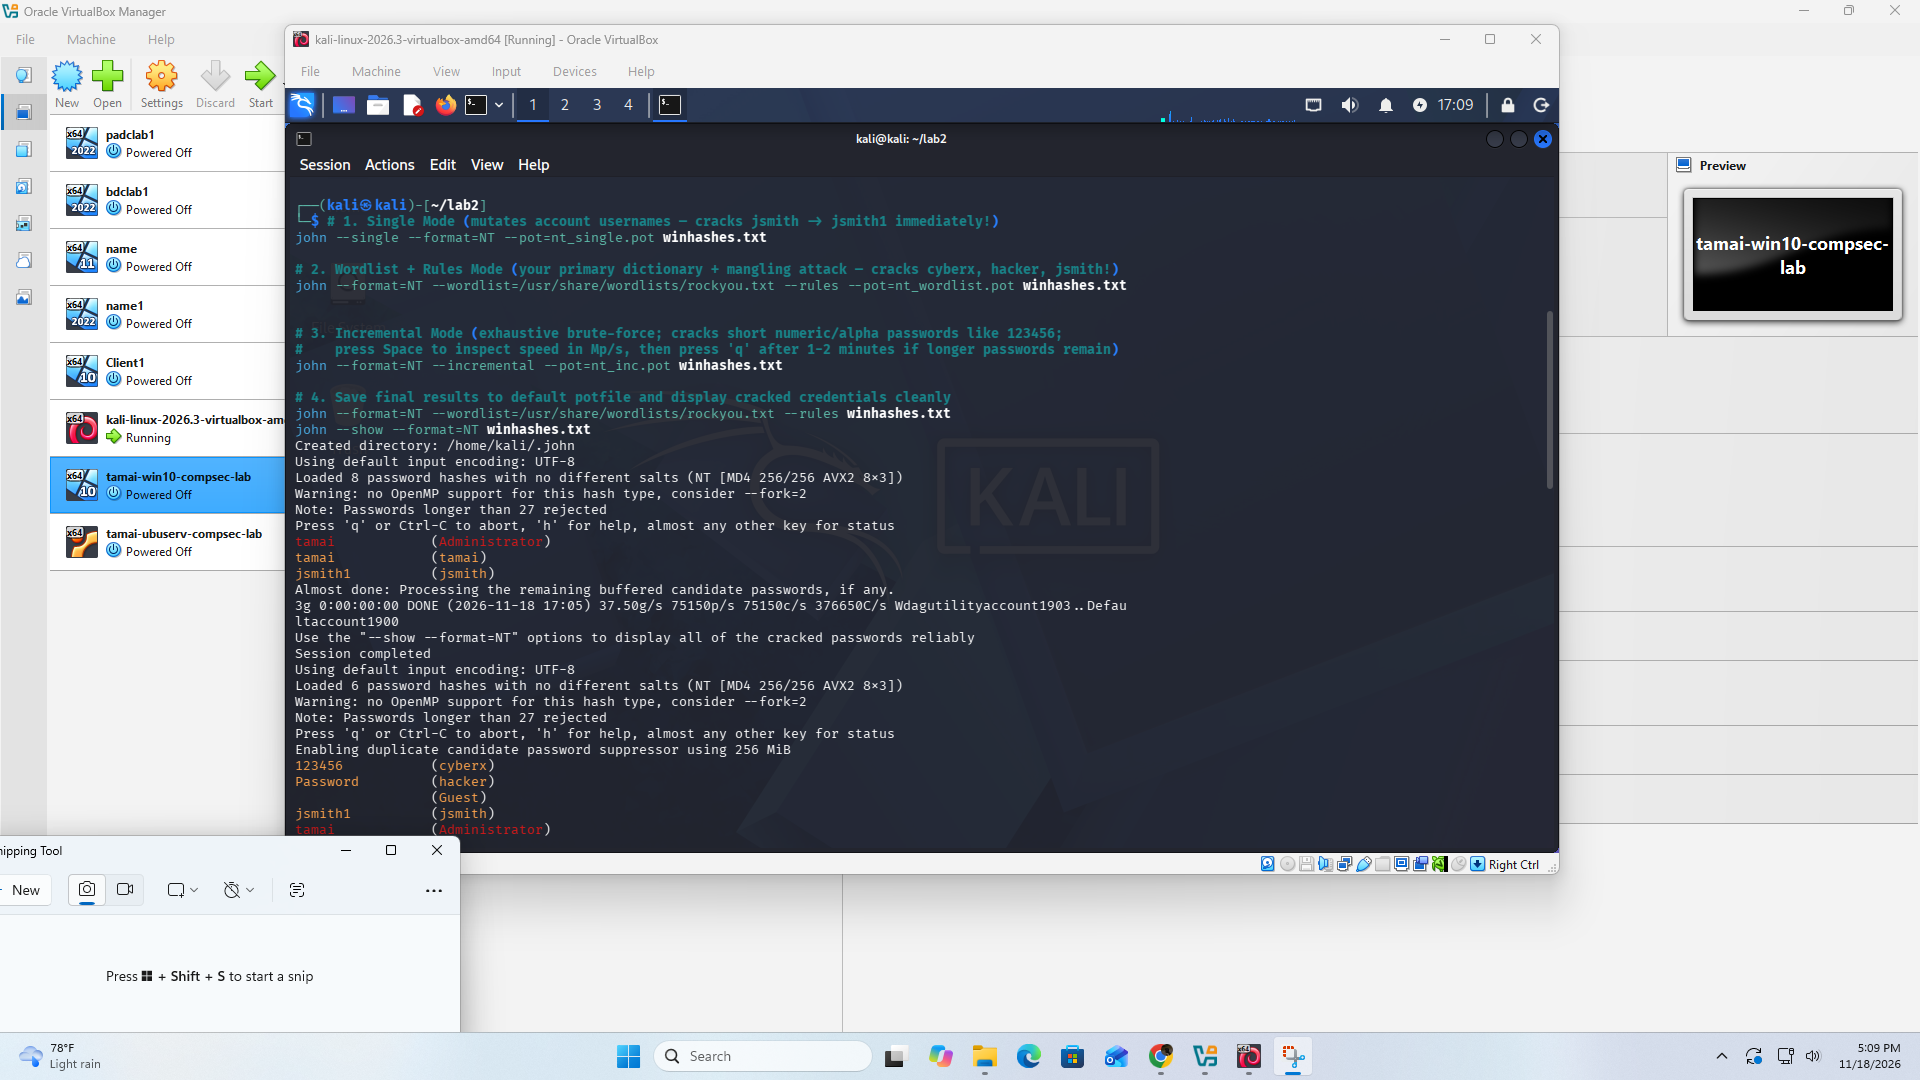 Oracle VirtualBox Manager
File Machine Help
New Open Settings Discard Start
padclab1
Powered Off
bdclab1
Powered Off
name
Powered Off
name1
Powered Off
Client1
Powered Off
kali-linux-2026.3-virtualbox-am
Running
tamai-win10-compsec-lab
Powered Off
tamai-ubuserv-compsec-lab
Powered Off
kali-linux-2026.3-virtualbox-amd64 [Running] - Oracle VirtualBox
File Machine View Input Devices Help
1 2 3 4 17:09
kali@kali: ~/lab2
Session Actions Edit View Help
┌──(kali㉿kali)-[~/lab2]
└─$ # 1. Single Mode (mutates account usernames — cracks jsmith → jsmith1 immediately!)
john --single --format=NT --pot=nt_single.pot winhashes.txt
# 2. Wordlist + Rules Mode (your primary dictionary + mangling attack — cracks cyberx, hacker, jsmith!)
john --format=NT --wordlist=/usr/share/wordlists/rockyou.txt --rules --pot=nt_wordlist.pot winhashes.txt
# 3. Incremental Mode (exhaustive brute-force; cracks short numeric/alpha passwords like 123456;
#    press Space to inspect speed in Mp/s, then press 'q' after 1-2 minutes if longer passwords remain)
john --format=NT --incremental --pot=nt_inc.pot winhashes.txt
# 4. Save final results to default potfile and display cracked credentials cleanly
john --format=NT --wordlist=/usr/share/wordlists/rockyou.txt --rules winhashes.txt
john --show --format=NT winhashes.txt
Created directory: /home/kali/.john
Using default input encoding: UTF-8
Loaded 8 password hashes with no different salts (NT [MD4 256/256 AVX2 8×3])
Warning: no OpenMP support for this hash type, consider --fork=2
Note: Passwords longer than 27 rejected
Press 'q' or Ctrl-C to abort, 'h' for help, almost any other key for status
tamai (Administrator)
tamai (tamai)
jsmith1 (jsmith)
Almost done: Processing the remaining buffered candidate passwords, if any.
3g 0:00:00:00 DONE (2026-11-18 17:05) 37.50g/s 75150p/s 75150c/s 376650C/s Wdagutilityaccount1903..Defau
ltaccount1900
Use the "--show --format=NT" options to display all of the cracked passwords reliably
Session completed
Using default input encoding: UTF-8
Loaded 6 password hashes with no different salts (NT [MD4 256/256 AVX2 8×3])
Warning: no OpenMP support for this hash type, consider --fork=2
Note: Passwords longer than 27 rejected
Press 'q' or Ctrl-C to abort, 'h' for help, almost any other key for status
Enabling duplicate candidate password suppressor using 256 MiB
123456 (cyberx)
Password (hacker)
(Guest)
jsmith1 (jsmith)
tamai (Administrator)
KALI
Right Ctrl
Preview
tamai-win10-compsec-
lab
nipping Tool
New
Press + Shift + S to start a snip
78°F
Light rain
Search
5:09 PM
11/18/2026